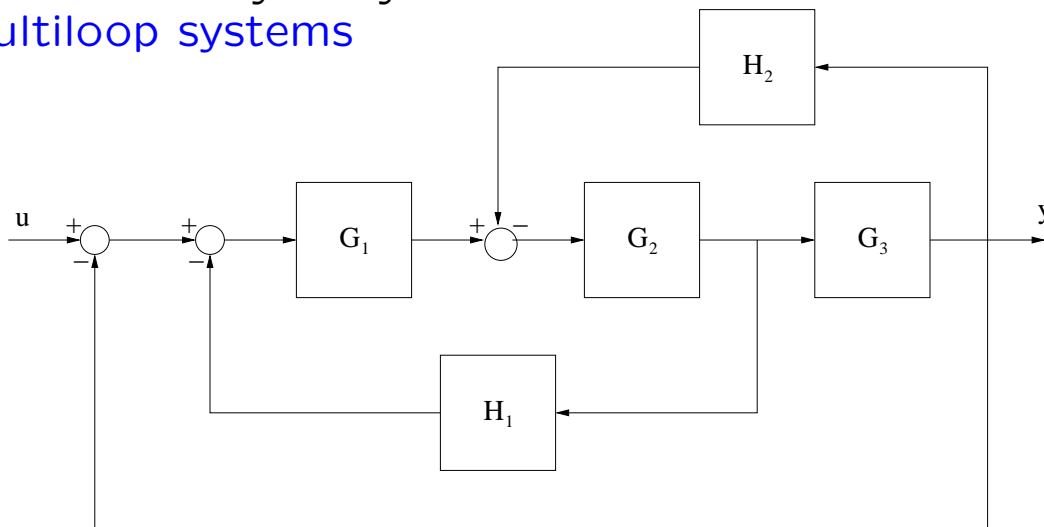 ultiloop systems
H₂
u
+
−
+
−
G₁
+
−
G₂
G₃
y
H₁